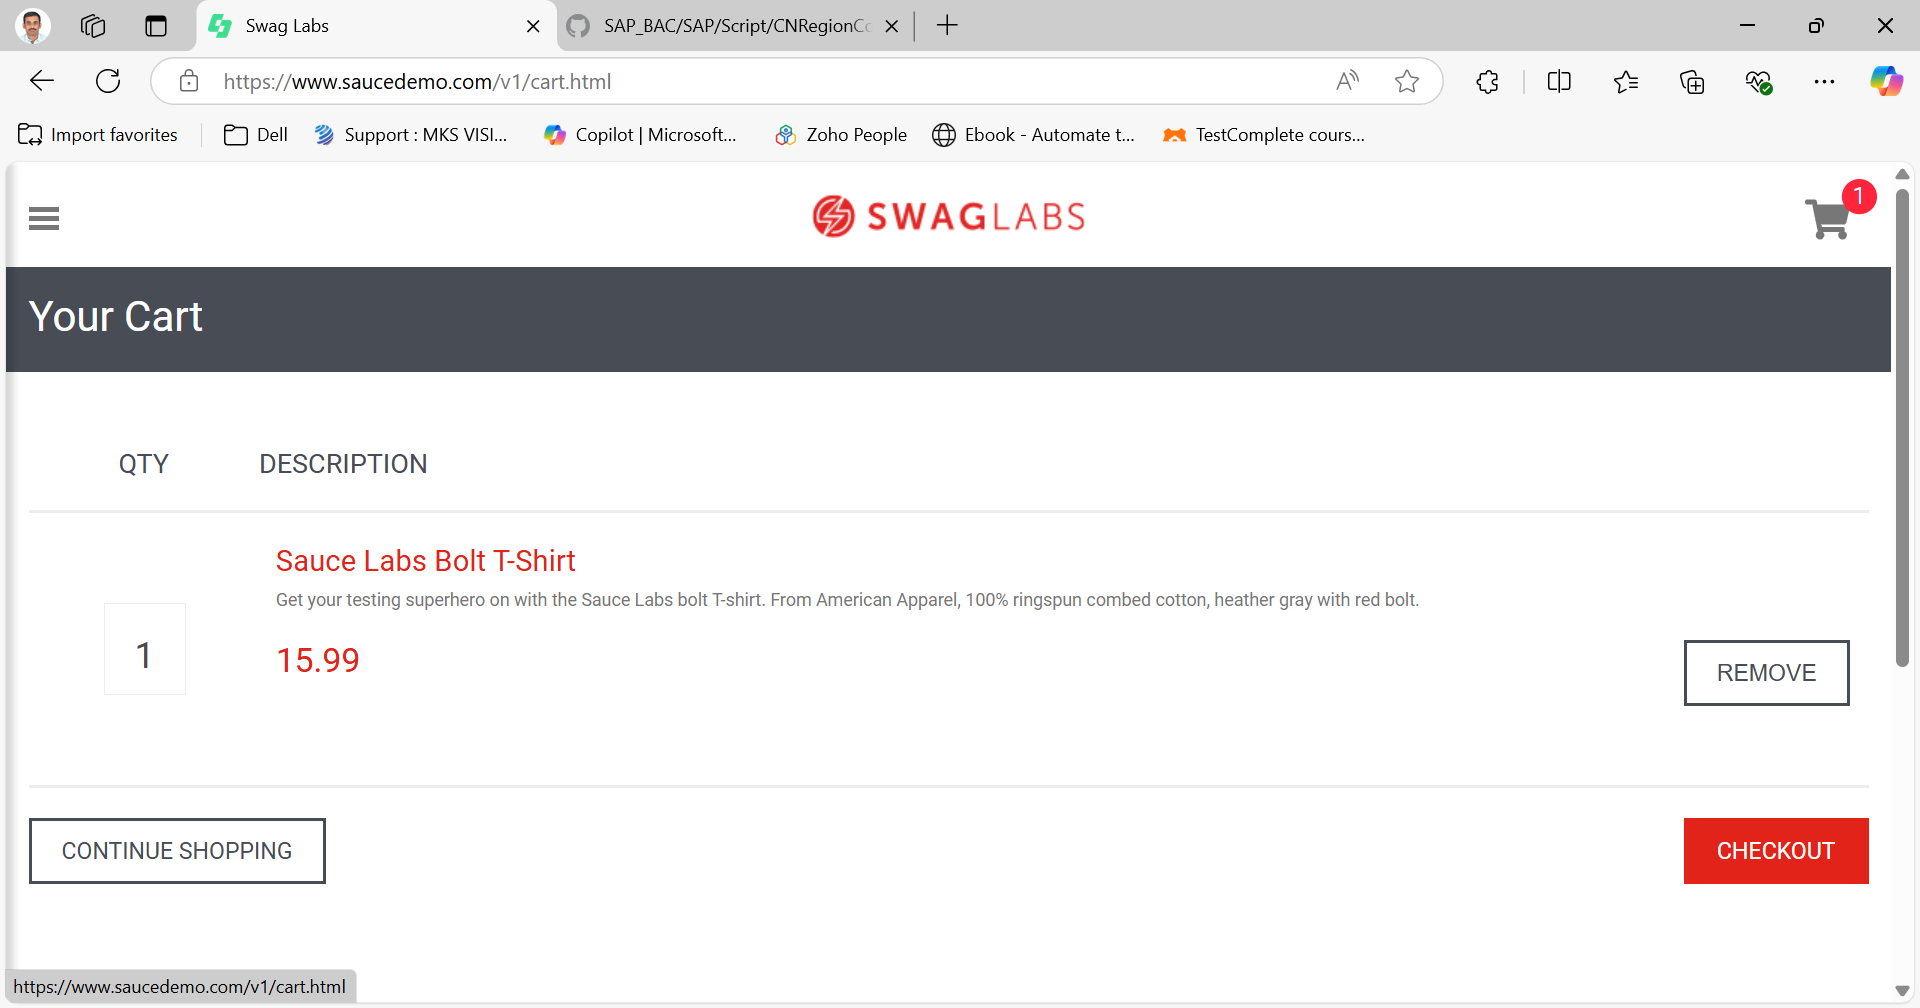 Swag Labs
SAP_BAC/SAP/Script/CNRegionCo
https://www.saucedemo.com/v1/cart.html
Import favorites
Dell
Support : MKS VISI...
Copilot | Microsoft...
Zoho People
Ebook - Automate t...
TestComplete cours...
SWAGLABS
1
Your Cart
QTY DESCRIPTION
Sauce Labs Bolt T-Shirt
Get your testing superhero on with the Sauce Labs bolt T-shirt. From American Apparel, 100% ringspun combed cotton, heather gray with red bolt.
1
15.99
REMOVE
CONTINUE SHOPPING
CHECKOUT
https://www.saucedemo.com/v1/cart.html